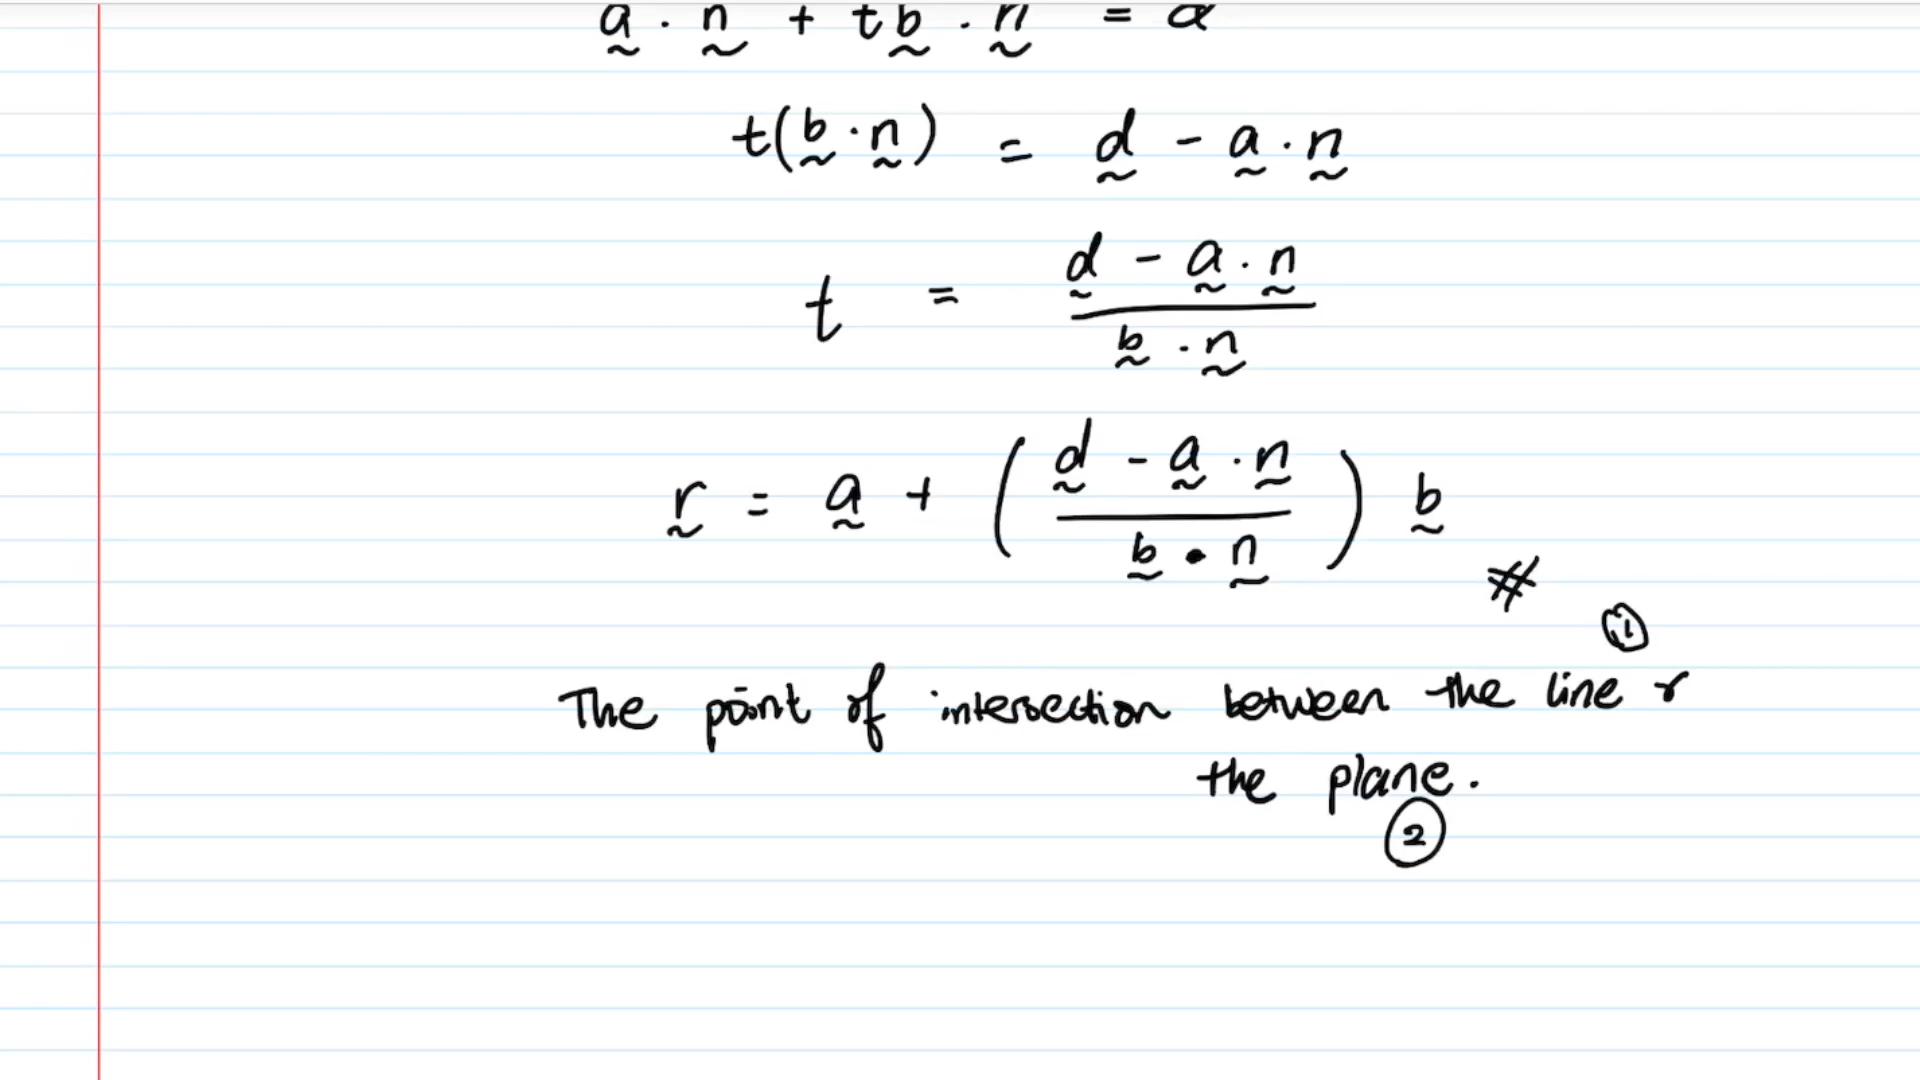 a̰ · ṵ + t b̰ · ṵ = d
t(b̰ · ṵ) = d̰ - a̰ · ṵ
t = d̰ - a̰ · ṵ / b̰ · ṵ
r̰ = a̰ + ( d̰ - a̰ · ṵ / b̰ · ṵ ) b̰ #
①
The point of intersection between the line r
the plane.
②